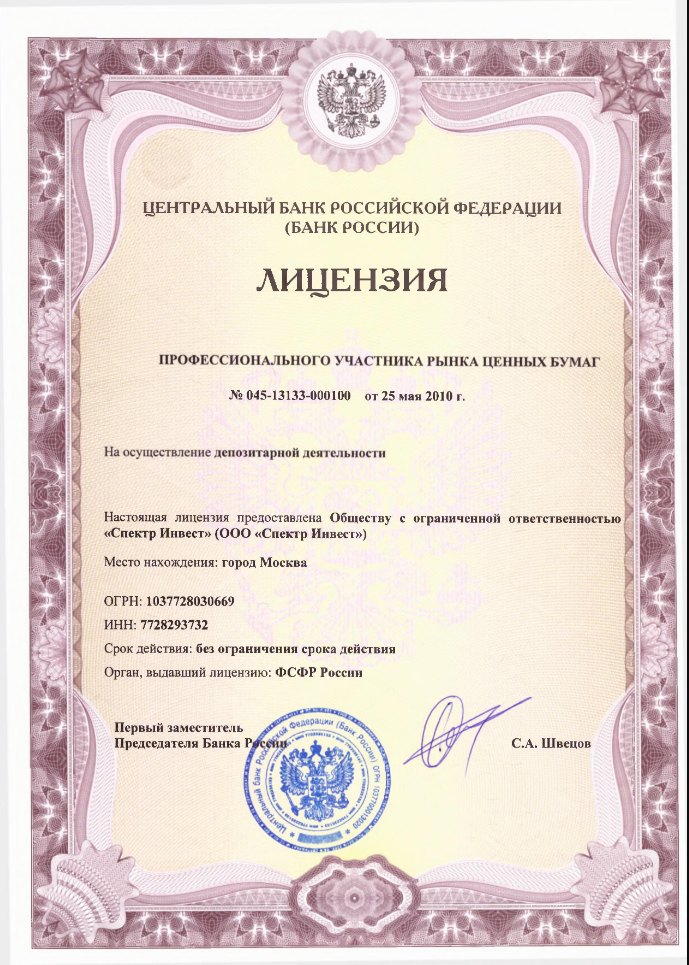 ЦЕНТРАЛЬНЫЙ БАНК РОССИЙСКОЙ ФЕДЕРАЦИИ
(БАНК РОССИИ)
ЛИЦЕНЗИЯ
ПРОФЕССИОНАЛЬНОГО УЧАСТНИКА РЫНКА ЦЕННЫХ БУМАГ
№ 045-13133-000100 от 25 мая 2010 г.
На осуществление депозитарной деятельности
Настоящая лицензия предоставлена Обществу с ограниченной ответственностью
«Спектр Инвест» (ООО «Спектр Инвест»)
Место нахождения: город Москва
ОГРН: 1037728030669
ИНН: 7728293732
Срок действия: без ограничения срока действия
Орган, выдавший лицензию: ФСФР России
Первый заместитель
Председателя Банка России
С.А. Швецов
Центральный банк Российской Федерации (Банк России) ОГРН 1037700013020